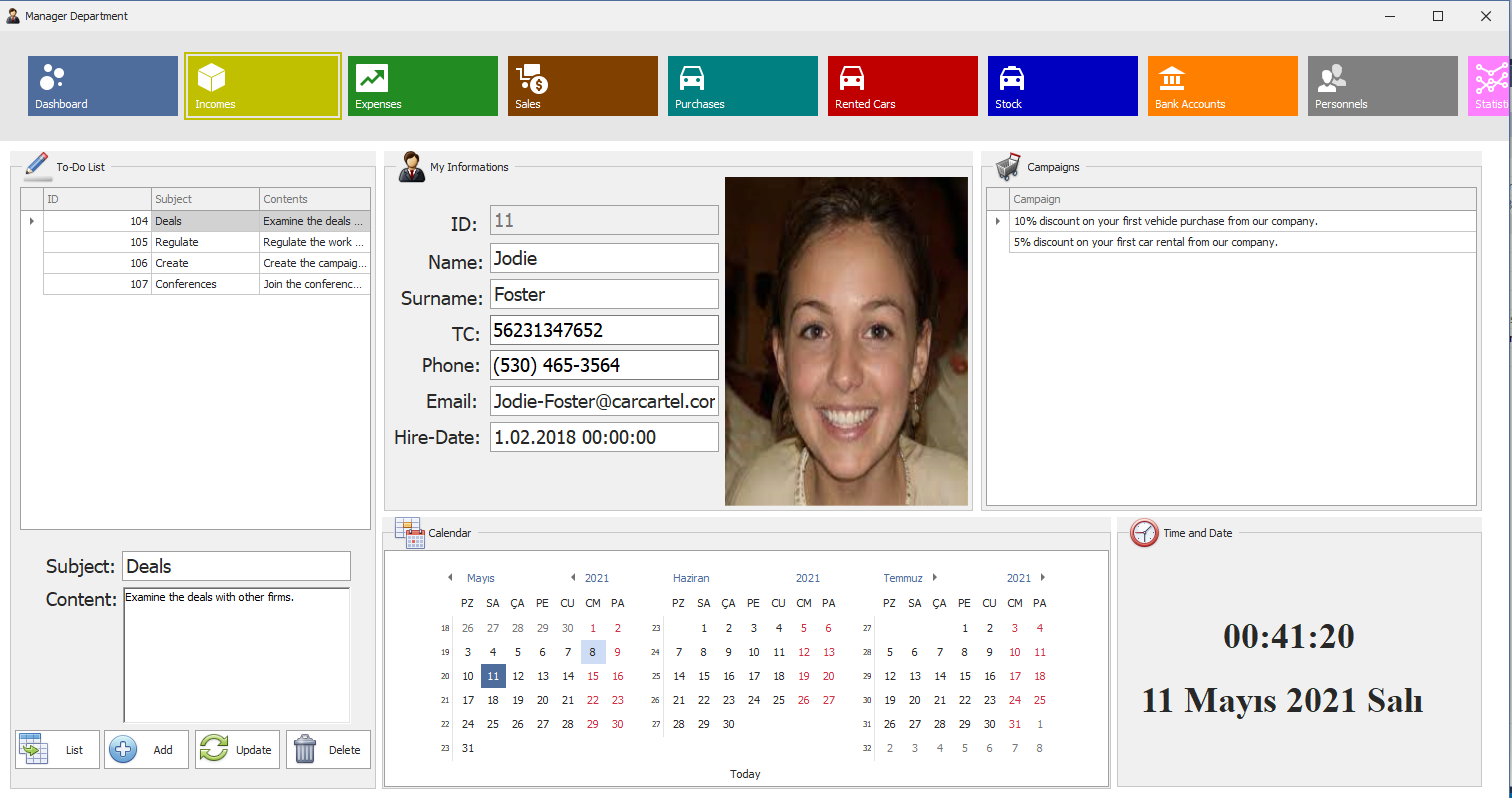 Manager Department
Dashboard
Incomes
Expenses
Sales
Purchases
Rented Cars
Stock
Bank Accounts
Personnels
Statisti
To-Do List
ID Subject Contents
104 Deals Examine the deals ...
105 Regulate Regulate the work ...
106 Create Create the campaig...
107 Conferences Join the conferenc...
Subject: Deals
Content: Examine the deals with other firms.
List Add Update Delete
My Informations
ID: 11
Name: Jodie
Surname: Foster
TC: 56231347652
Phone: (530) 465-3564
Email: Jodie-Foster@carcartel.cor
Hire-Date: 1.02.2018 00:00:00
Campaigns
Campaign
10% discount on your first vehicle purchase from our company.
5% discount on your first car rental from our company.
Calendar
Mayıs 2021
PZ SA ÇA PE CU CM PA
18 26 27 28 29 30 1 2
19 3 4 5 6 7 8 9
20 10 11 12 13 14 15 16
21 17 18 19 20 21 22 23
22 24 25 26 27 28 29 30
23 31
Haziran 2021
PZ SA ÇA PE CU CM PA
23 1 2 3 4 5 6
24 7 8 9 10 11 12 13
25 14 15 16 17 18 19 20
26 21 22 23 24 25 26 27
27 28 29 30
Temmuz 2021
PZ SA ÇA PE CU CM PA
27 1 2 3 4
28 5 6 7 8 9 10 11
29 12 13 14 15 16 17 18
30 19 20 21 22 23 24 25
31 26 27 28 29 30 31 1
32 2 3 4 5 6 7 8
Today
Time and Date
00:41:20
11 Mayıs 2021 Salı